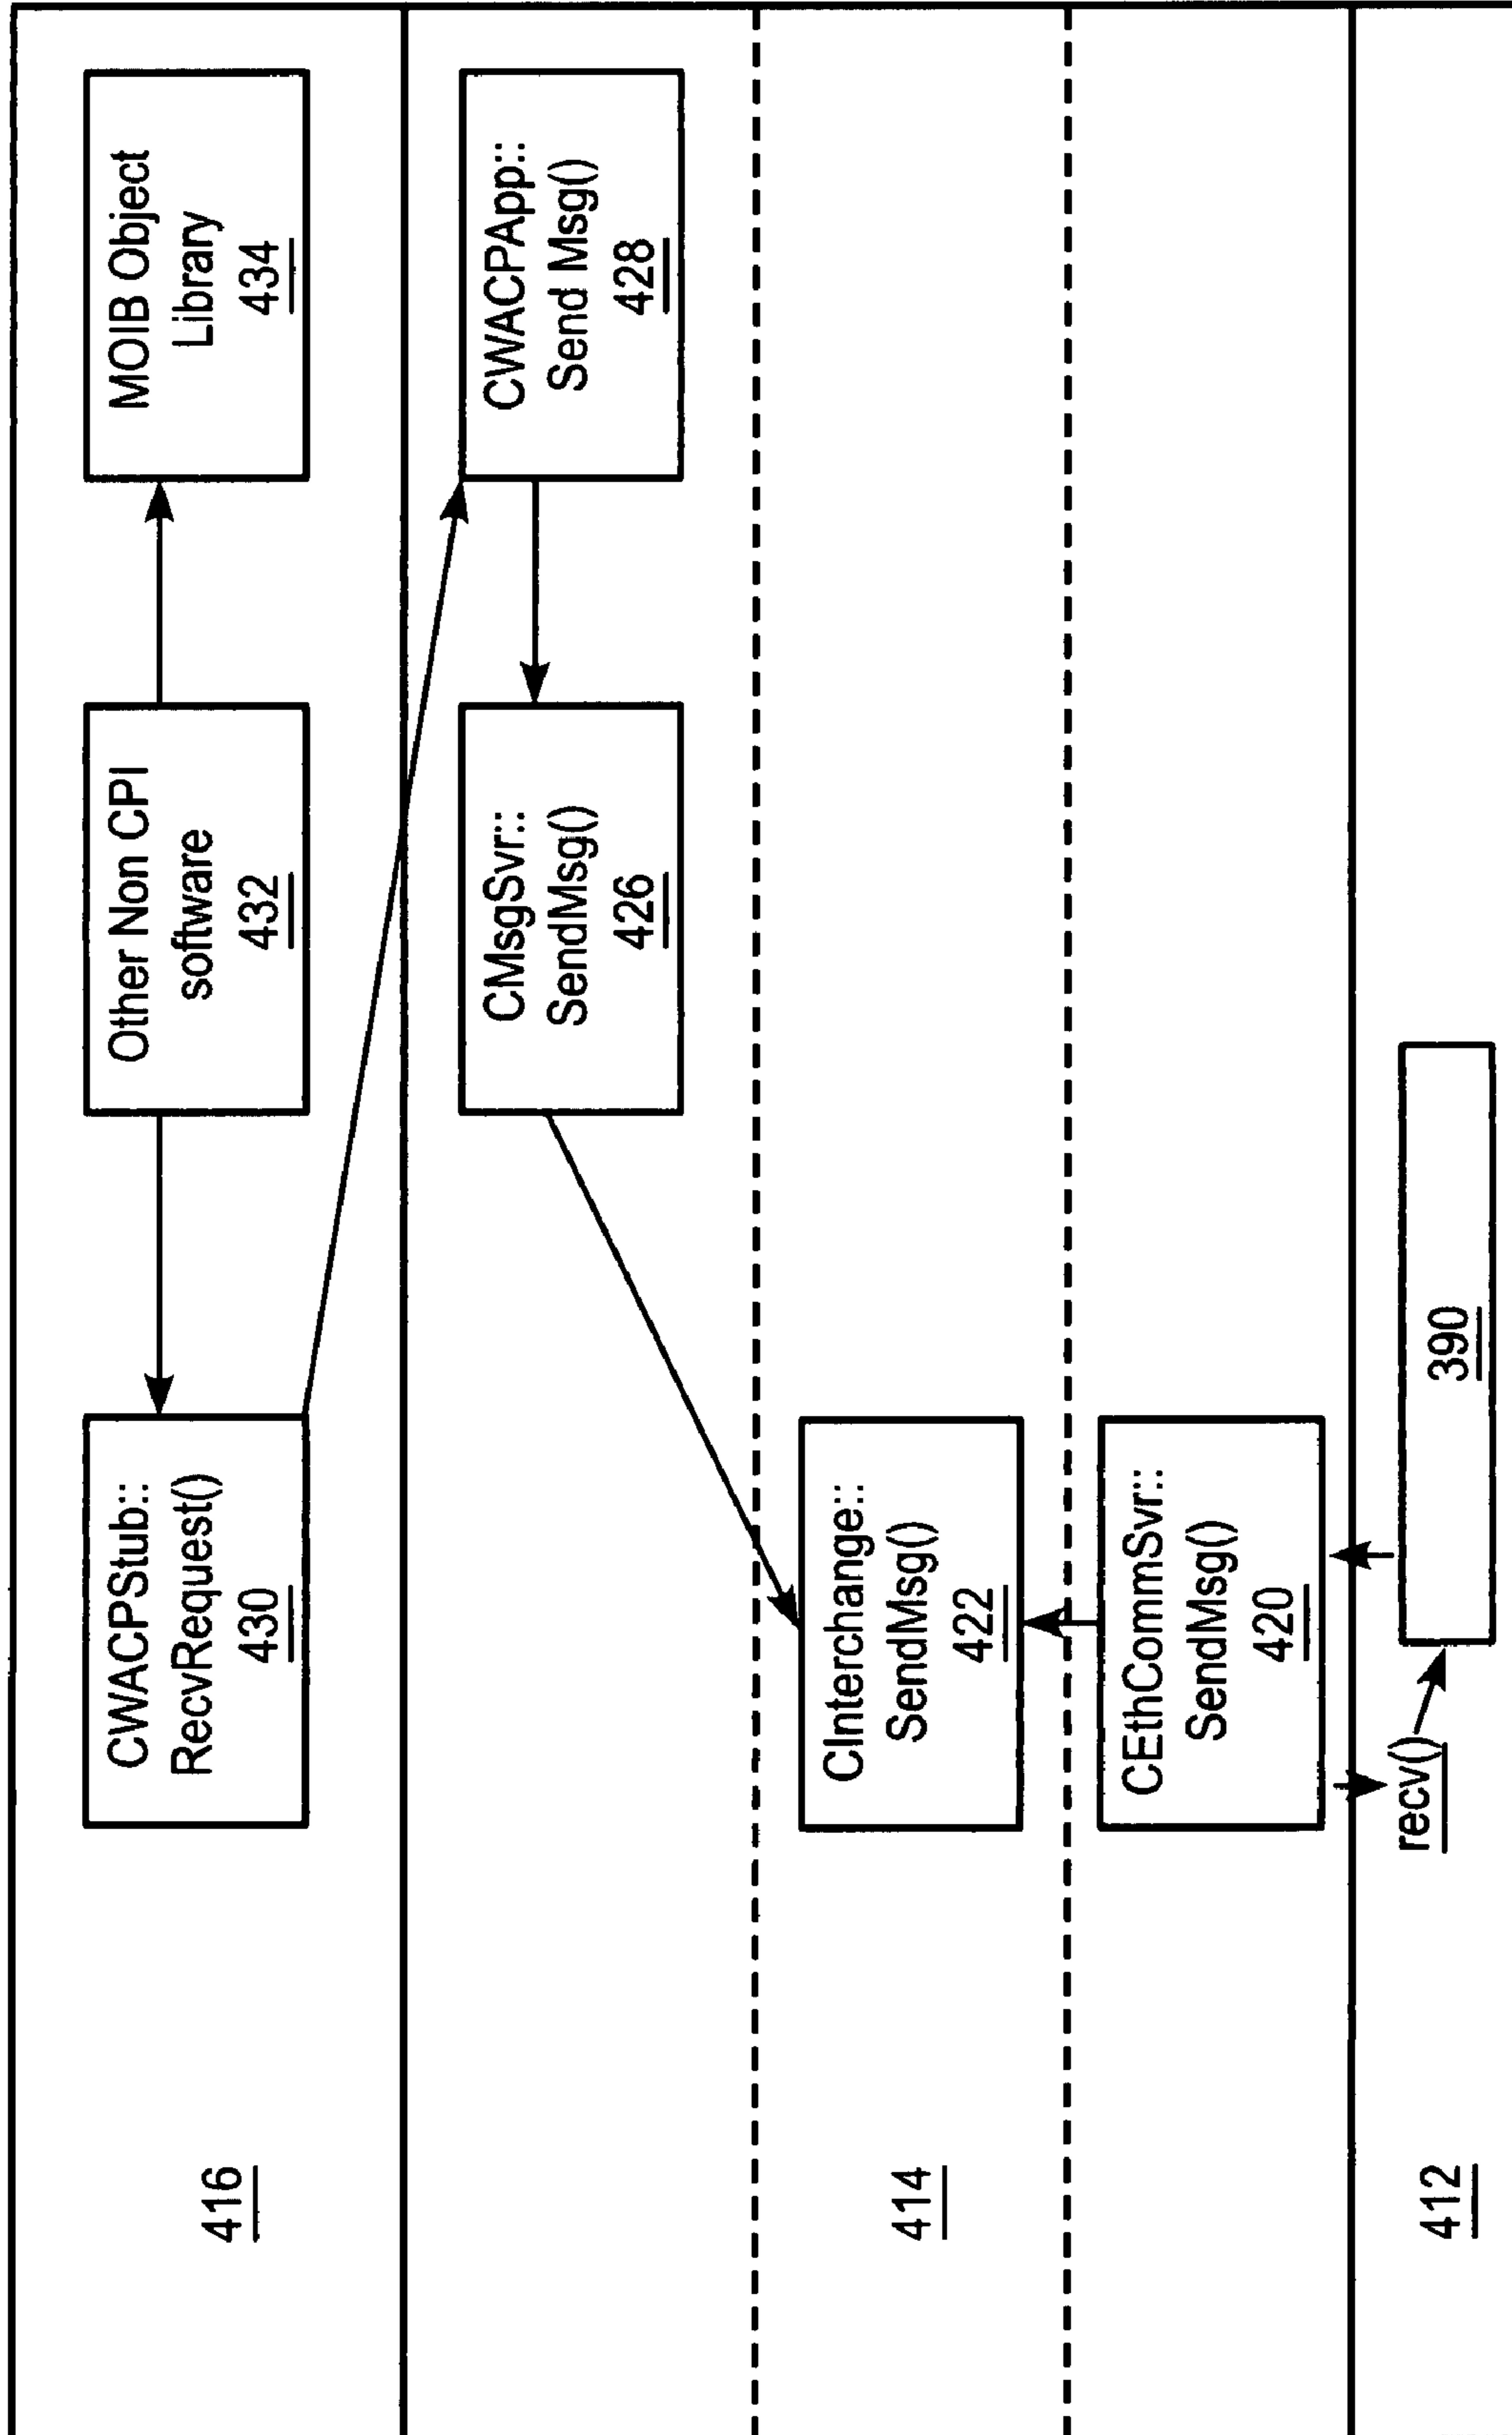 416
CWACPStub::
RecvRequest()
430
Other Non CPI
software
432
MOIB Object
Library
434
CMsgSvr::
SendMsg()
426
CWACPApp::
Send Msg()
428
414
CInterchange::
SendMsg()
422
CEthCommSvr::
SendMsg()
420
412
recv()
390